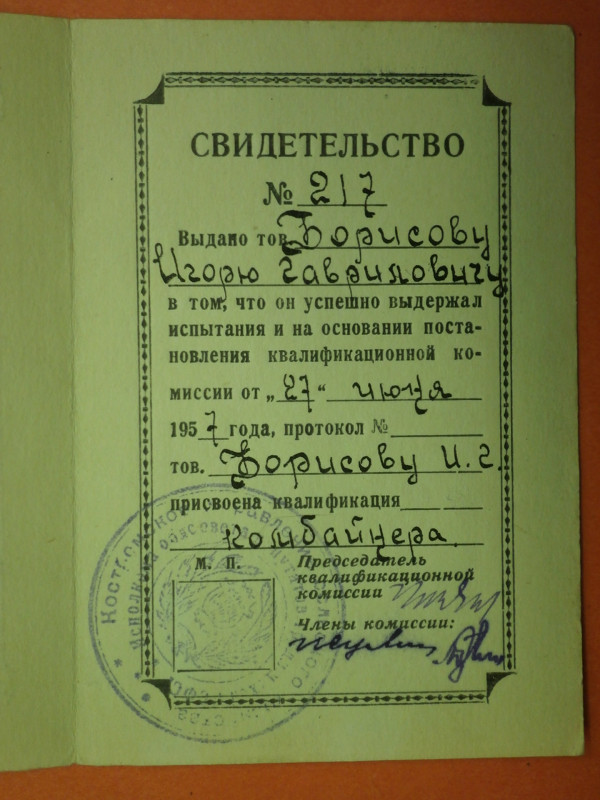 СВИДЕТЕЛЬСТВО
№ 217
Выдано тов. Борисову
Игорю Гавриловичу
в том, что он успешно выдержал
испытания и на основании поста-
новления квалификационной ко-
миссии от „27“ июня
1957 года, протокол №
тов. Борисову И. Г.
присвоена квалификация
комбайнера
М. П.
Председатель
квалификационной
комиссии
Члены комиссии:
Костромское